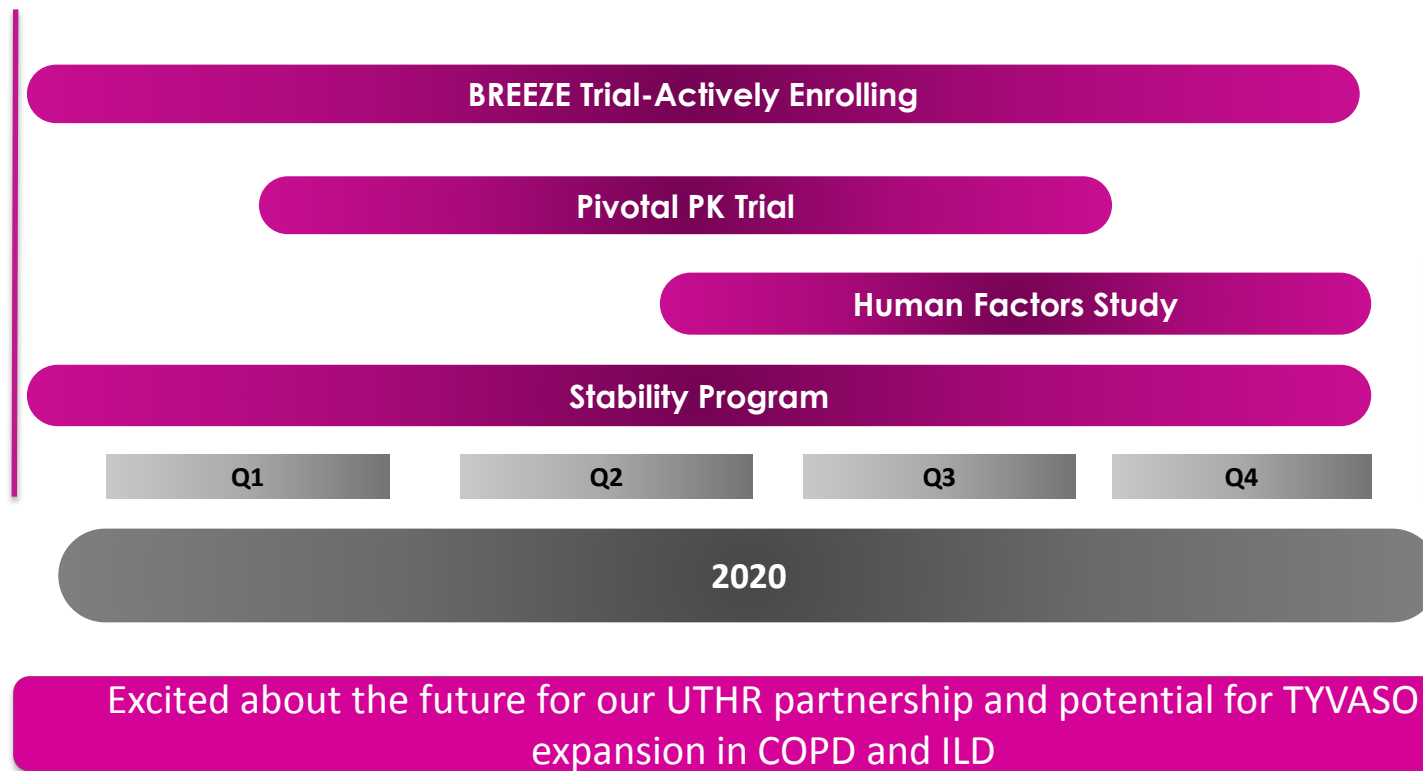 BREEZE Trial-Actively Enrolling
Pivotal PK Trial
Human Factors Study
Stability Program
Q1 Q2 Q3 Q4
2020
Excited about the future for our UTHR partnership and potential for TYVASO
expansion in COPD and ILD